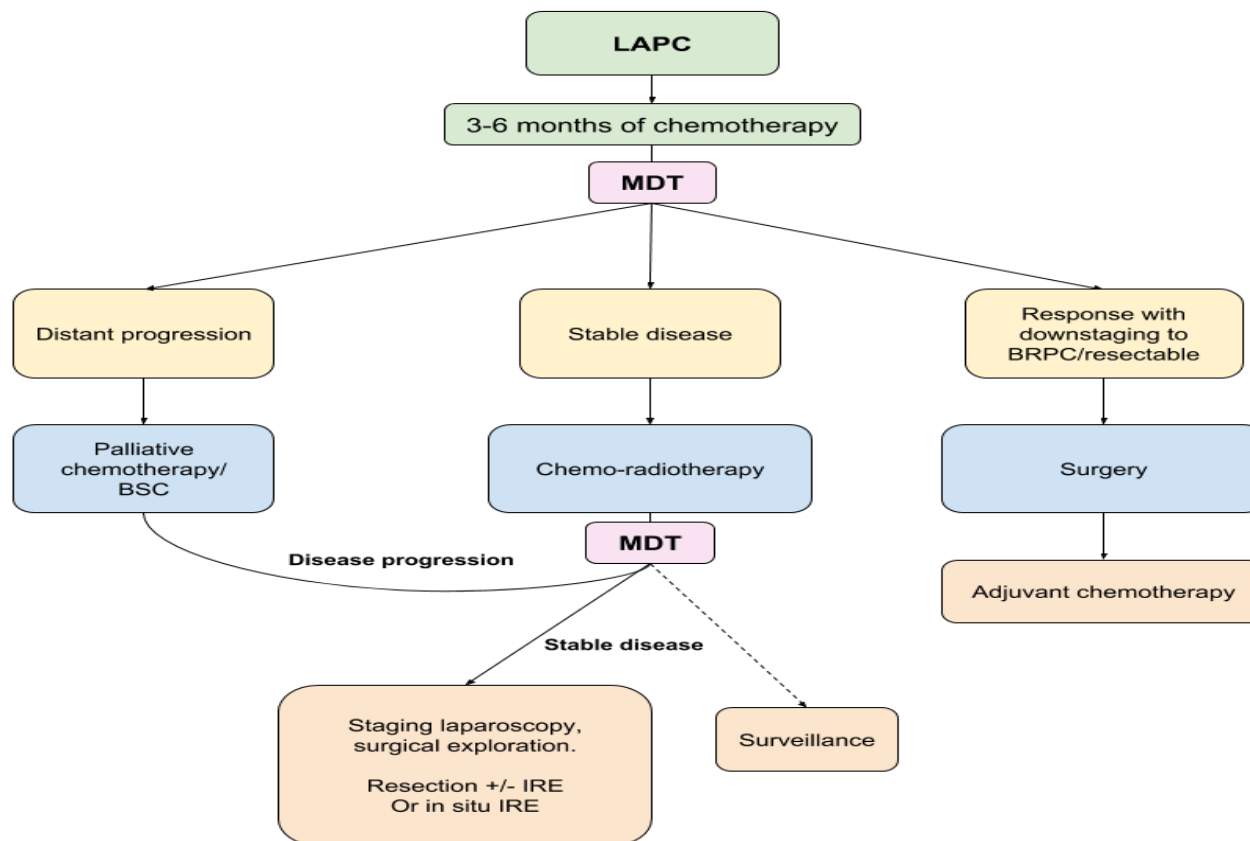 LAPC
3-6 months of chemotherapy
MDT
Distant progression
Stable disease
Response with
downstaging to
BRPC/resectable
Palliative
chemotherapy/
BSC
Chemo-radiotherapy
Surgery
MDT
Disease progression
Adjuvant chemotherapy
Stable disease
Staging laparoscopy,
surgical exploration.
Resection +/- IRE
Or in situ IRE
Surveillance